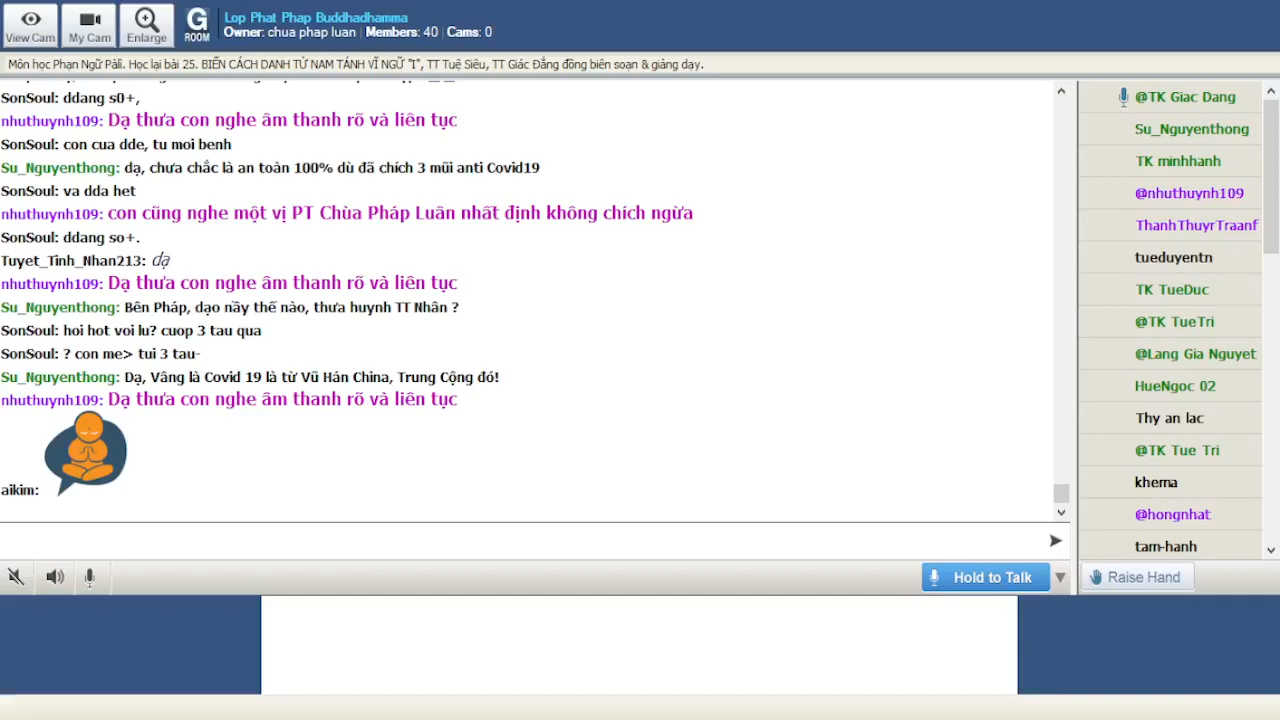 View Cam
My Cam
Enlarge
G
ROOM
Lop Phat Phap Buddhadhamma
Owner: chua phap luan | Members: 40 | Cams: 0
Môn học Phạn Ngữ Pàlì. Học lại bài 25. BIẾN CÁCH DANH TỪ NAM TÁNH VĨ NGỮ "I", TT Tuệ Siêu, TT Giác Đẳng đồng biên soạn & giảng dạy.
SonSoul: ddang s0+,
nhuthuynh109: Dạ thưa con nghe âm thanh rõ và liên tục
SonSoul: con cua dde, tu moi benh
Su_Nguyenthong: dạ, chưa chắc là an toàn 100% dù đã chích 3 mũi anti Covid19
SonSoul: va dda het
nhuthuynh109: con cũng nghe một vị PT Chùa Pháp Luân nhất định không chích ngừa
SonSoul: ddang so+.
Tuyet_Tinh_Nhan213: dạ
nhuthuynh109: Dạ thưa con nghe âm thanh rõ và liên tục
Su_Nguyenthong: Bên Pháp, dạo nầy thế nào, thưa huynh TT Nhân ?
SonSoul: hoi hot voi lu? cuop 3 tau qua
SonSoul: ? con me> tui 3 tau-
Su_Nguyenthong: Dạ, Vâng là Covid 19 là từ Vũ Hán China, Trung Cộng đó!
nhuthuynh109: Dạ thưa con nghe âm thanh rõ và liên tục
aikim:
Hold to Talk
@TK Giac Dang
Su_Nguyenthong
TK minhhanh
@nhuthuynh109
ThanhThuyrTraanf
tueduyentn
TK TueDuc
@TK TueTri
@Lang Gia Nguyet
HueNgoc 02
Thy an lac
@TK Tue Tri
khema
@hongnhat
tam-hanh
Raise Hand